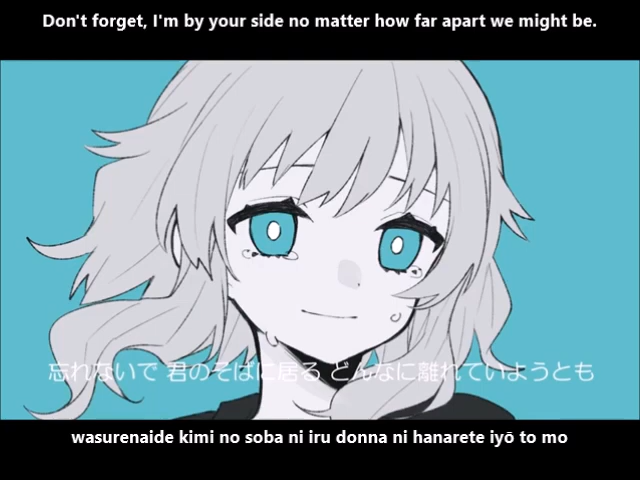 Don't forget, I'm by your side no matter how far apart we might be.
忘れないで 君のそばに居る どんなに離れていようとも
wasurenaide kimi no soba ni iru donna ni hanarete iyō to mo